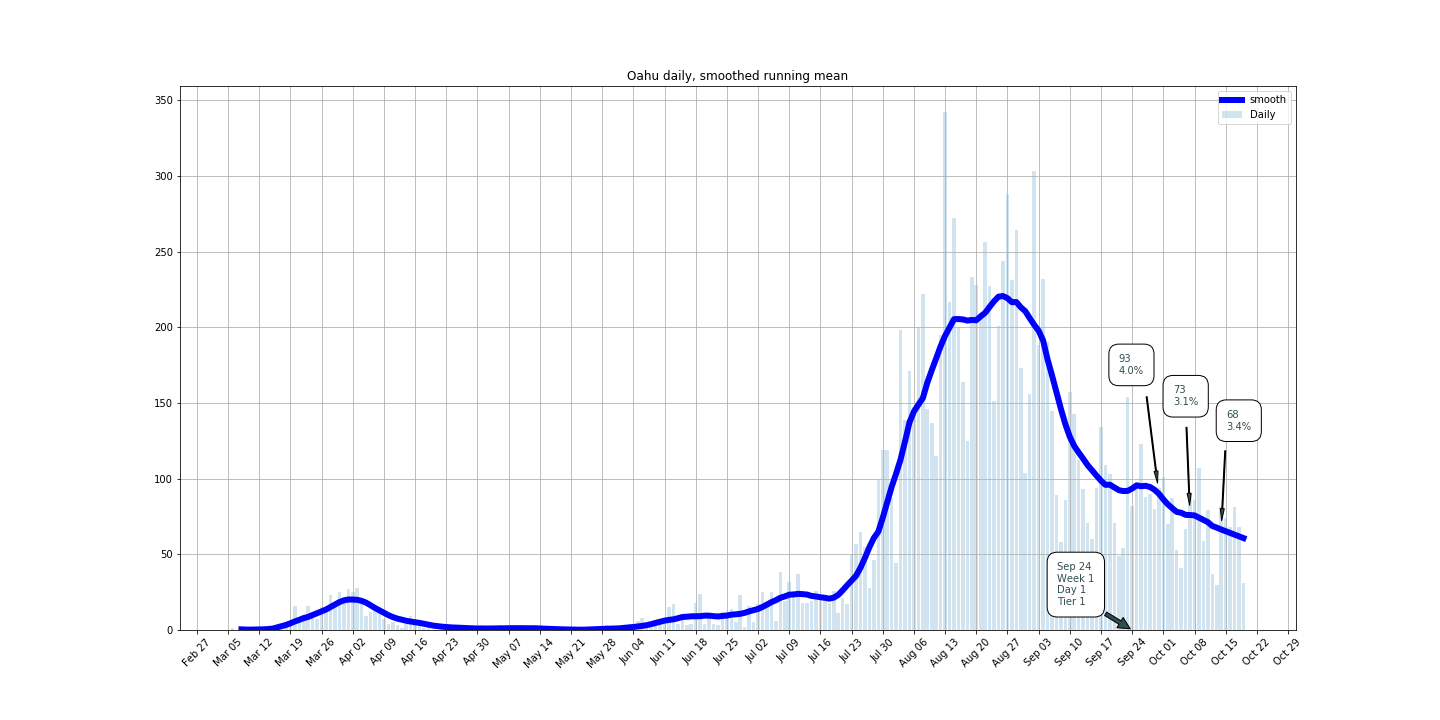 Oahu daily, smoothed running mean
350
300
250
200
150
100
50
0
smooth
Daily
93
4.0%
73
3.1%
68
3.4%
Sep 24
Week 1
Day 1
Tier 1
Feb 27
Mar 05
Mar 12
Mar 19
Mar 26
Apr 02
Apr 09
Apr 16
Apr 23
Apr 30
May 07
May 14
May 21
May 28
Jun 04
Jun 11
Jun 18
Jun 25
Jul 02
Jul 09
Jul 16
Jul 23
Jul 30
Aug 06
Aug 13
Aug 20
Aug 27
Sep 03
Sep 10
Sep 17
Sep 24
Oct 01
Oct 08
Oct 15
Oct 22
Oct 29